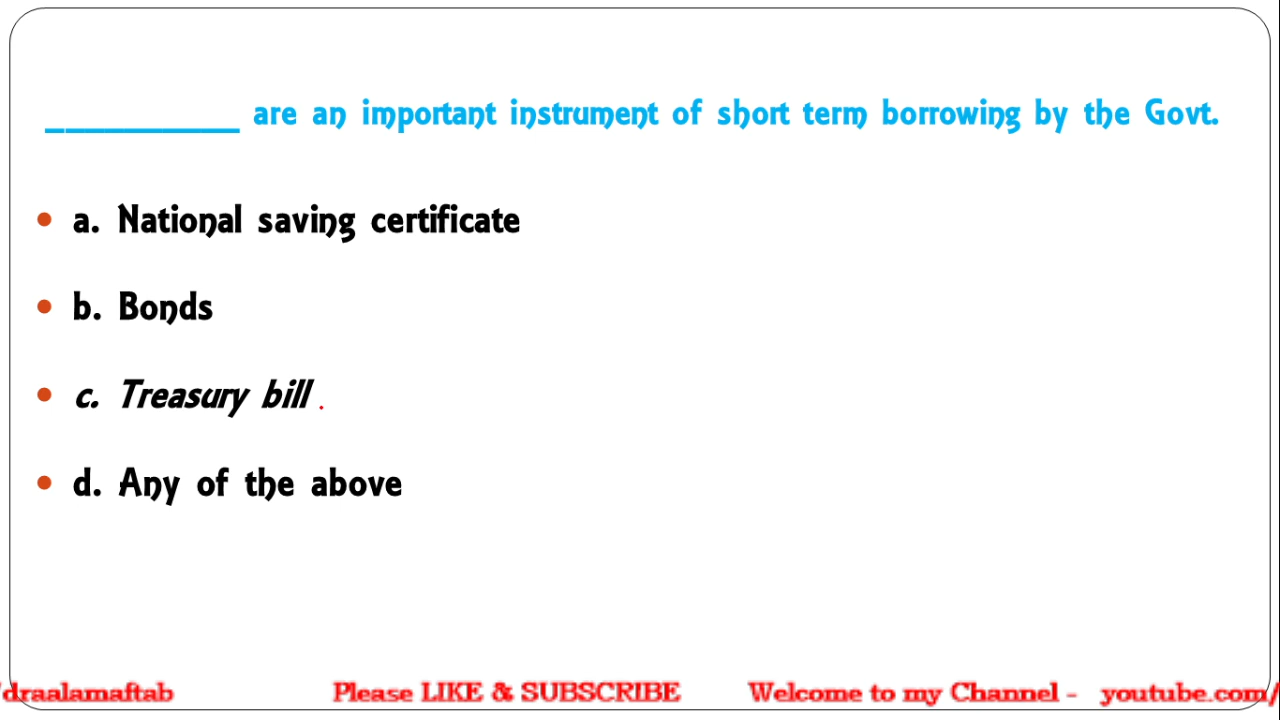 __________ are an important instrument of short term borrowing by the Govt.
a. National saving certificate
b. Bonds
c. Treasury bill .
d. Any of the above
/draalamaftab Please LIKE & SUBSCRIBE Welcome to my Channel - youtube.com/